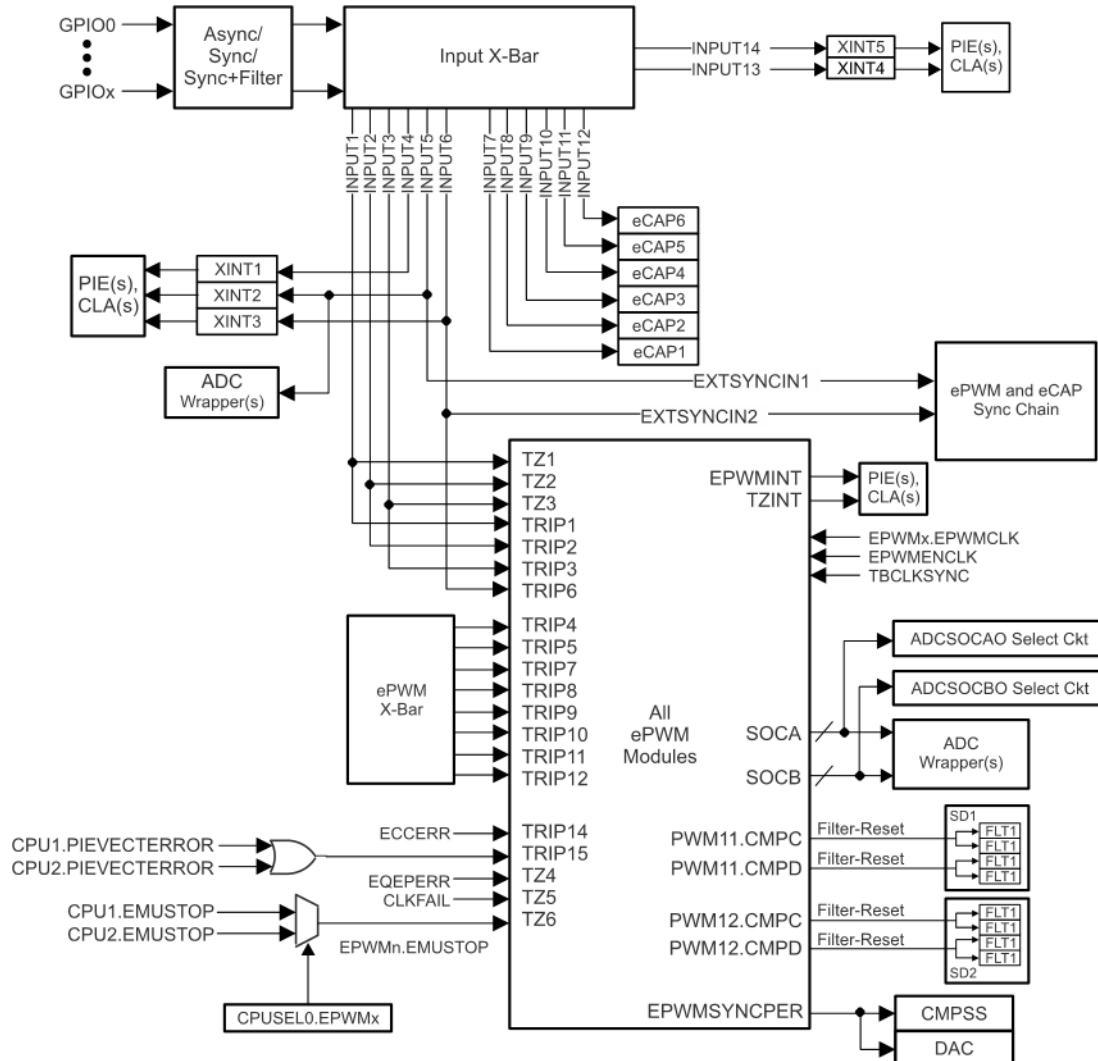 GPIO0
GPIOx
Async/
Sync/
Sync+Filter
Input X-Bar
INPUT14
INPUT13
XINT5
XINT4
PIE(s),
CLA(s)
INPUT1
INPUT2
INPUT3
INPUT4
INPUT5
INPUT6
INPUT7
INPUT8
INPUT9
INPUT10
INPUT11
INPUT12
eCAP6
eCAP5
eCAP4
eCAP3
eCAP2
eCAP1
PIE(s),
CLA(s)
XINT1
XINT2
XINT3
ADC
Wrapper(s)
EXTSYNCIN1
EXTSYNCIN2
ePWM and eCAP
Sync Chain
TZ1
TZ2
TZ3
TRIP1
TRIP2
TRIP3
TRIP6
EPWMINT
TZINT
PIE(s),
CLA(s)
EPWMx.EPWMCLK
EPWMENCLK
TBCLKSYNC
ePWM
X-Bar
TRIP4
TRIP5
TRIP7
TRIP8
TRIP9
TRIP10
TRIP11
TRIP12
All
ePWM
Modules
SOCA
SOCB
ADCSOCAO Select Ckt
ADCSOCBO Select Ckt
ADC
Wrapper(s)
CPU1.PIEVECTERROR
CPU2.PIEVECTERROR
ECCERR
TRIP14
TRIP15
EQEPERR
TZ4
CLKFAIL
TZ5
TZ6
CPU1.EMUSTOP
CPU2.EMUSTOP
EPWMn.EMUSTOP
CPUSEL0.EPWMx
PWM11.CMPC
Filter-Reset
PWM11.CMPD
Filter-Reset
SD1
FLT1
FLT1
FLT1
FLT1
PWM12.CMPC
Filter-Reset
PWM12.CMPD
Filter-Reset
FLT1
FLT1
FLT1
FLT1
SD2
EPWMSYNCPER
CMPSS
DAC